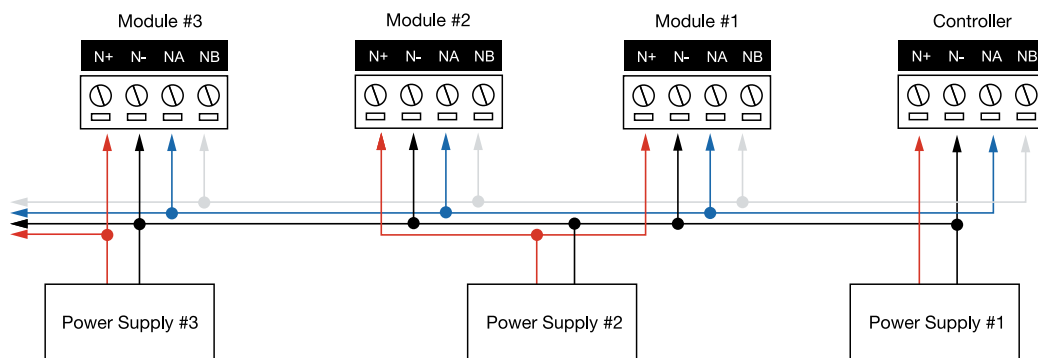 Module #3 Module #2 Module #1 Controller
N+ N- NA NB N+ N- NA NB N+ N- NA NB N+ N- NA NB
Power Supply #3 Power Supply #2 Power Supply #1